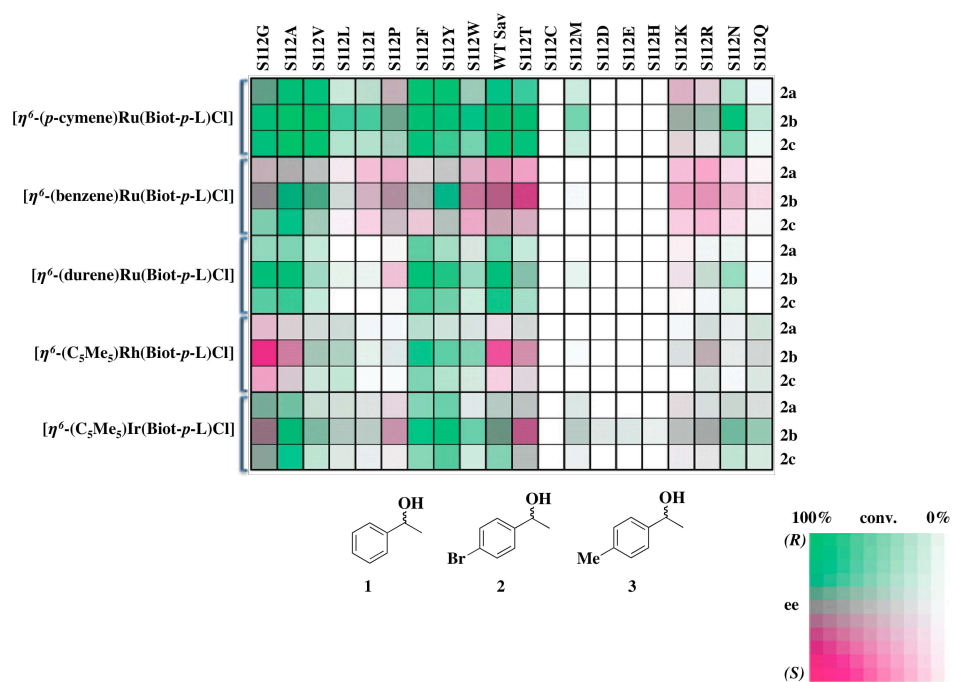 S112G S112A S112V S112L S112I S112P S112F S112Y S112W WT Sav S112T S112C S112M S112D S112E S112H S112K S112R S112N S112Q
[η⁶-(p-cymene)Ru(Biot-p-L)Cl]
2a
2b
2c
[η⁶-(benzene)Ru(Biot-p-L)Cl]
2a
2b
2c
[η⁶-(durene)Ru(Biot-p-L)Cl]
2a
2b
2c
[η⁶-(C₅Me₅)Rh(Biot-p-L)Cl]
2a
2b
2c
[η⁶-(C₅Me₅)Ir(Biot-p-L)Cl]
2a
2b
2c
OH OH OH
Br Me
1 2 3
100% conv. 0%
(R)
ee
(S)